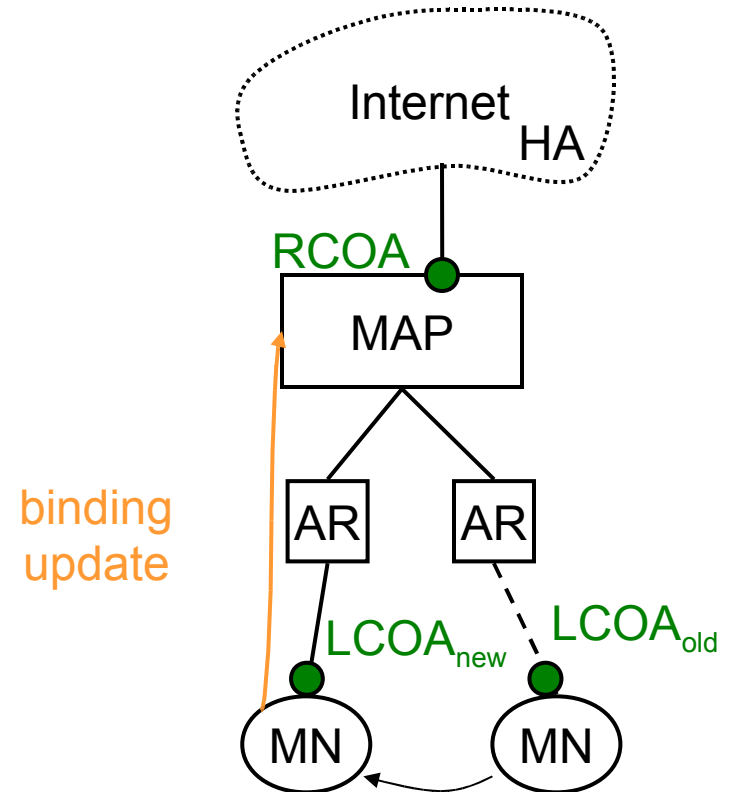 Internet
HA
RCOA
MAP
binding
update
AR
AR
LCOAnew
LCOAold
MN
MN